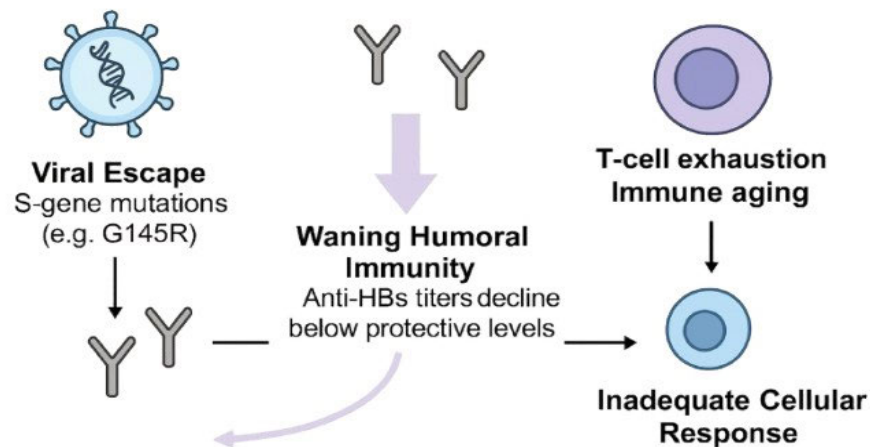 Viral Escape
S-gene mutations
(e.g. G145R)
Waning Humoral
Immunity
Anti-HBs titers decline
below protective levels
T-cell exhaustion
Immune aging
Inadequate Cellular
Response